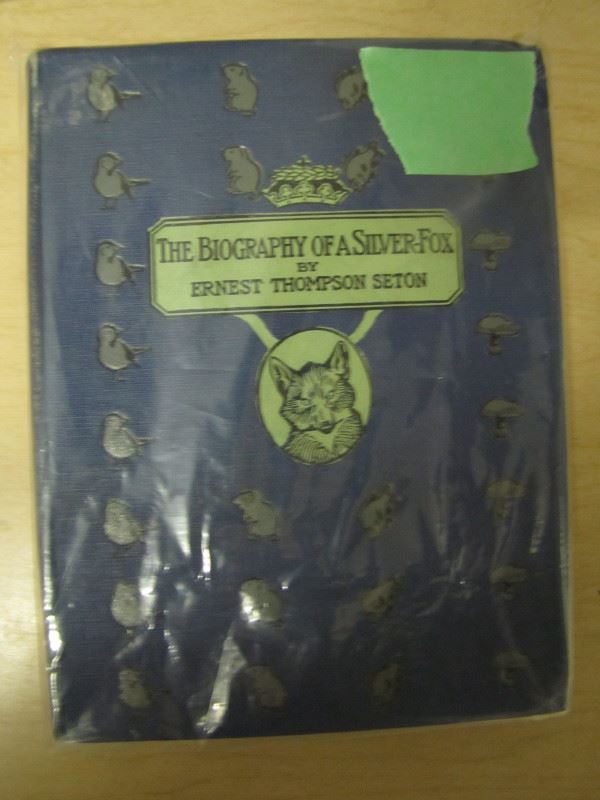 THE BIOGRAPHY OF A SILVER-FOX
BY
ERNEST THOMPSON SETON